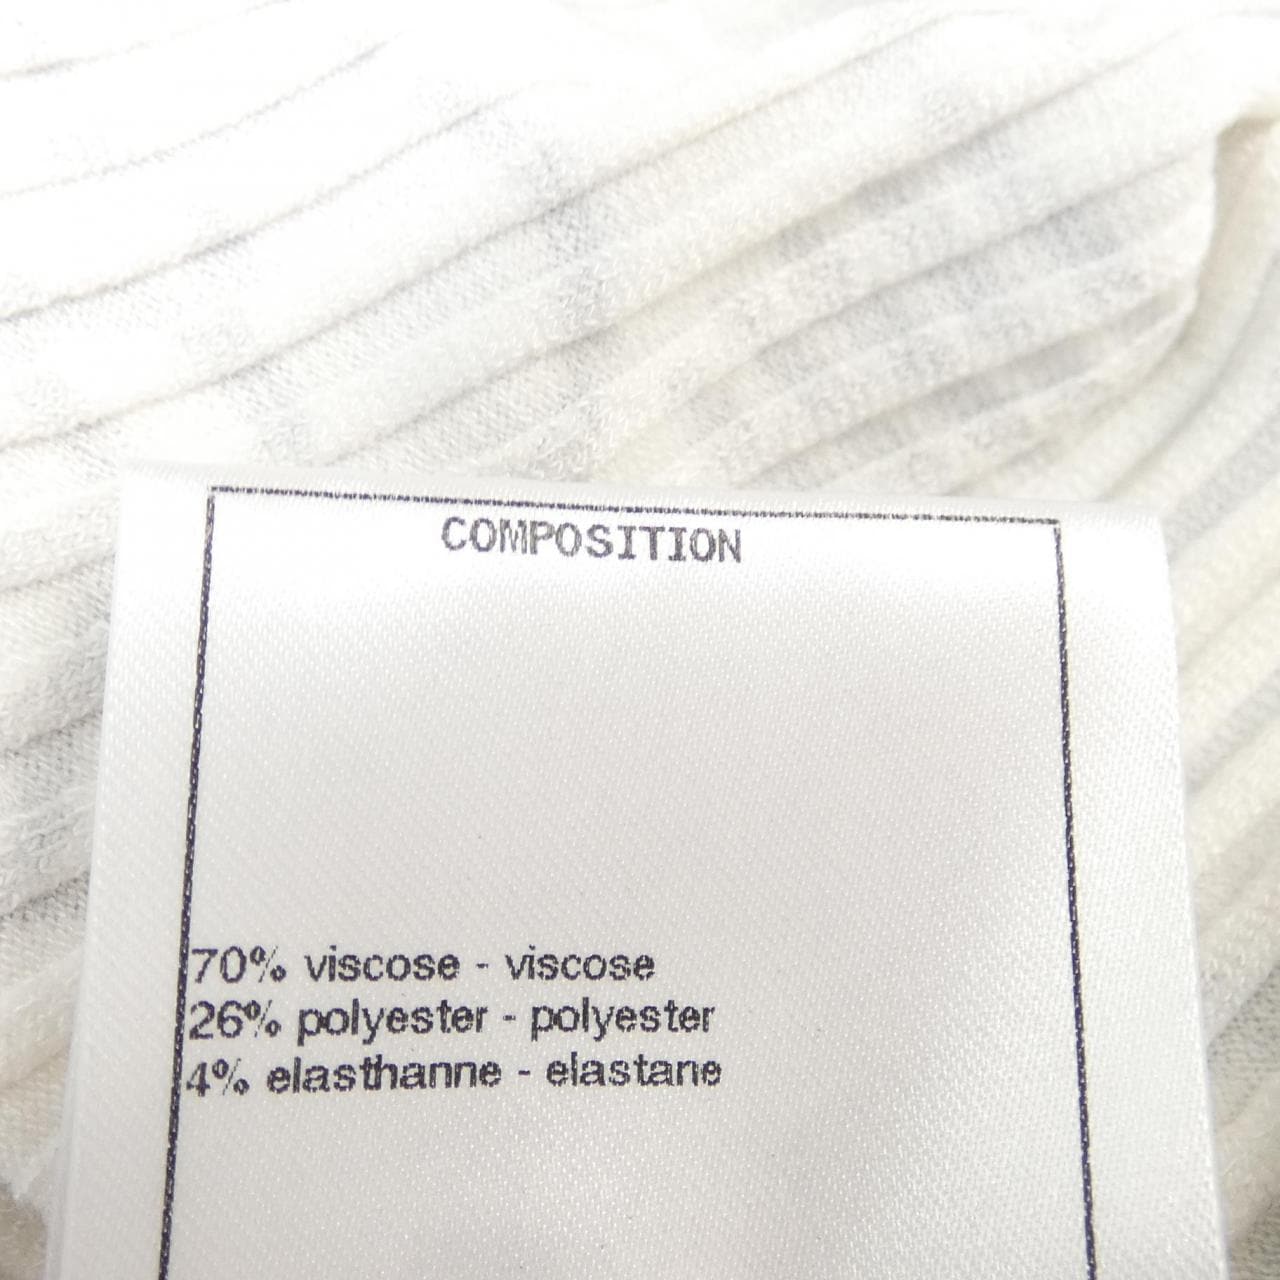 COMPOSITION
70% viscose - viscose
26% polyester - polyester
4% elasthanne - elastane